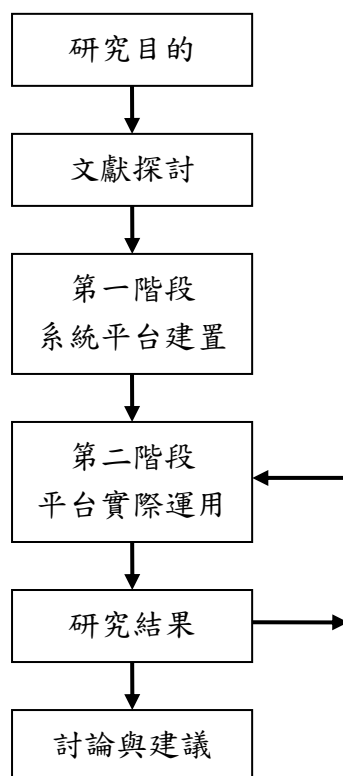 研究目的
文獻探討
第一階段
系統平台建置
第二階段
平台實際運用
研究結果
討論與建議